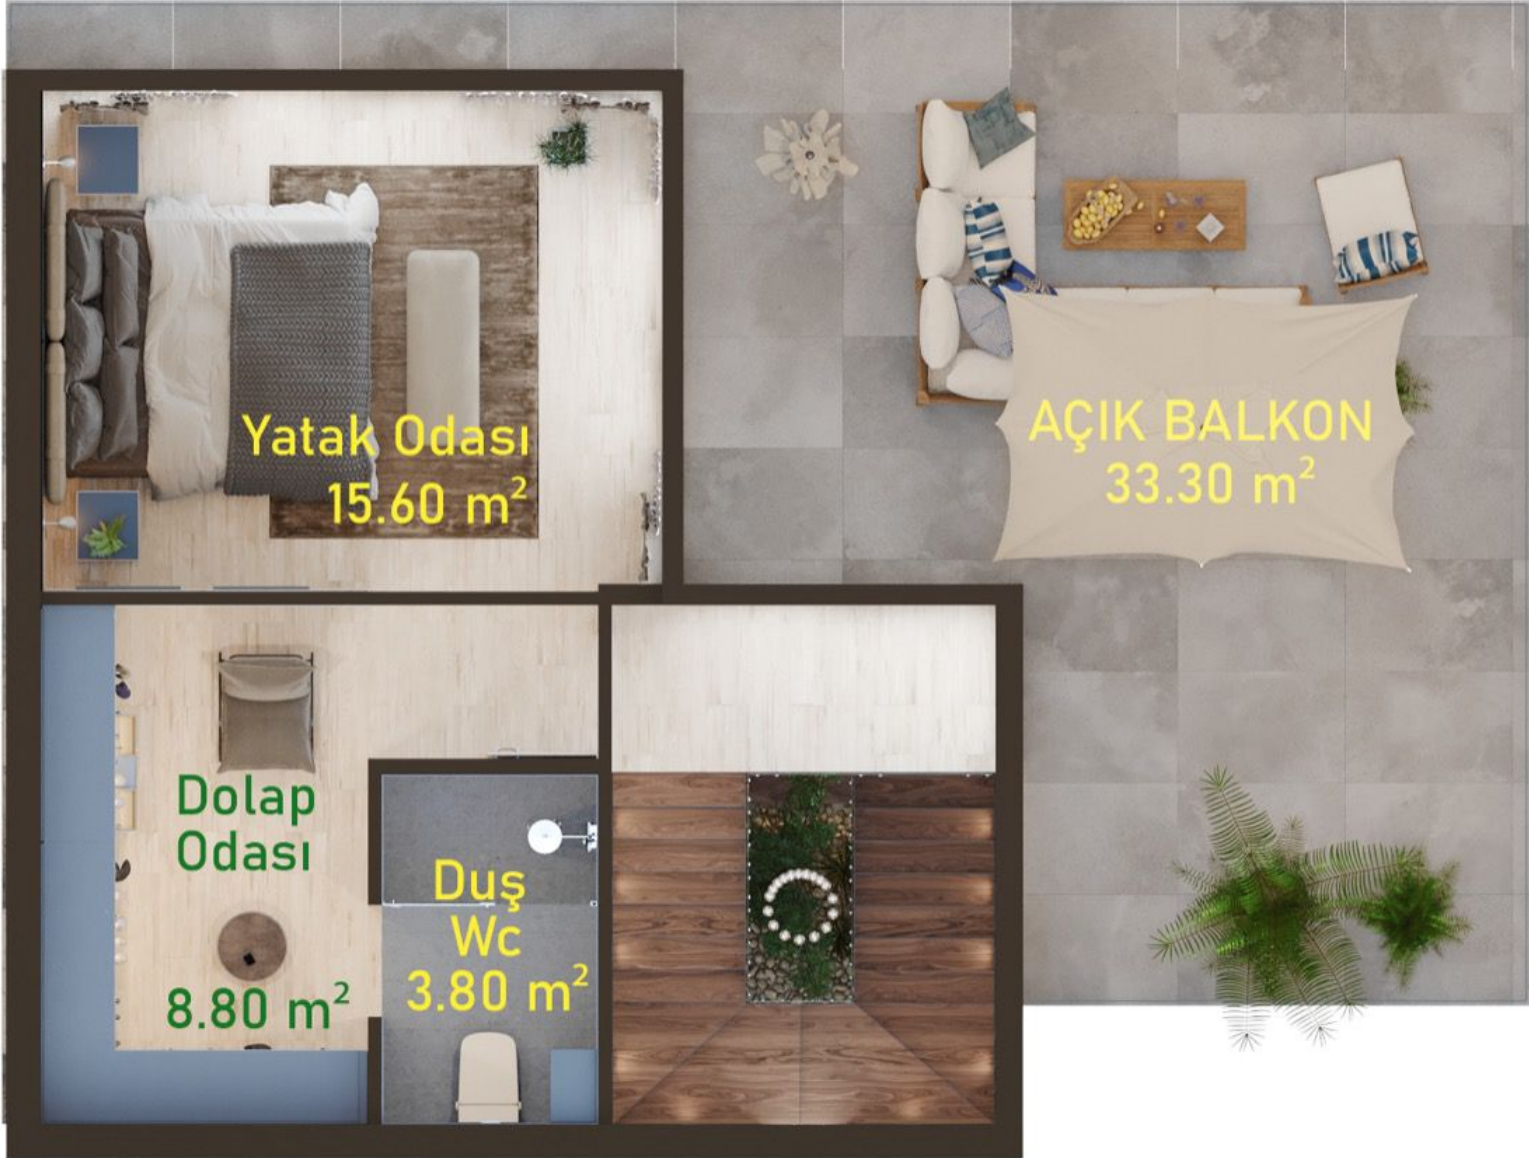 Yatak Odası
15.60 m²
AÇIK BALKON
33.30 m²
Dolap
Odası
8.80 m²
Duş
Wc
3.80 m²